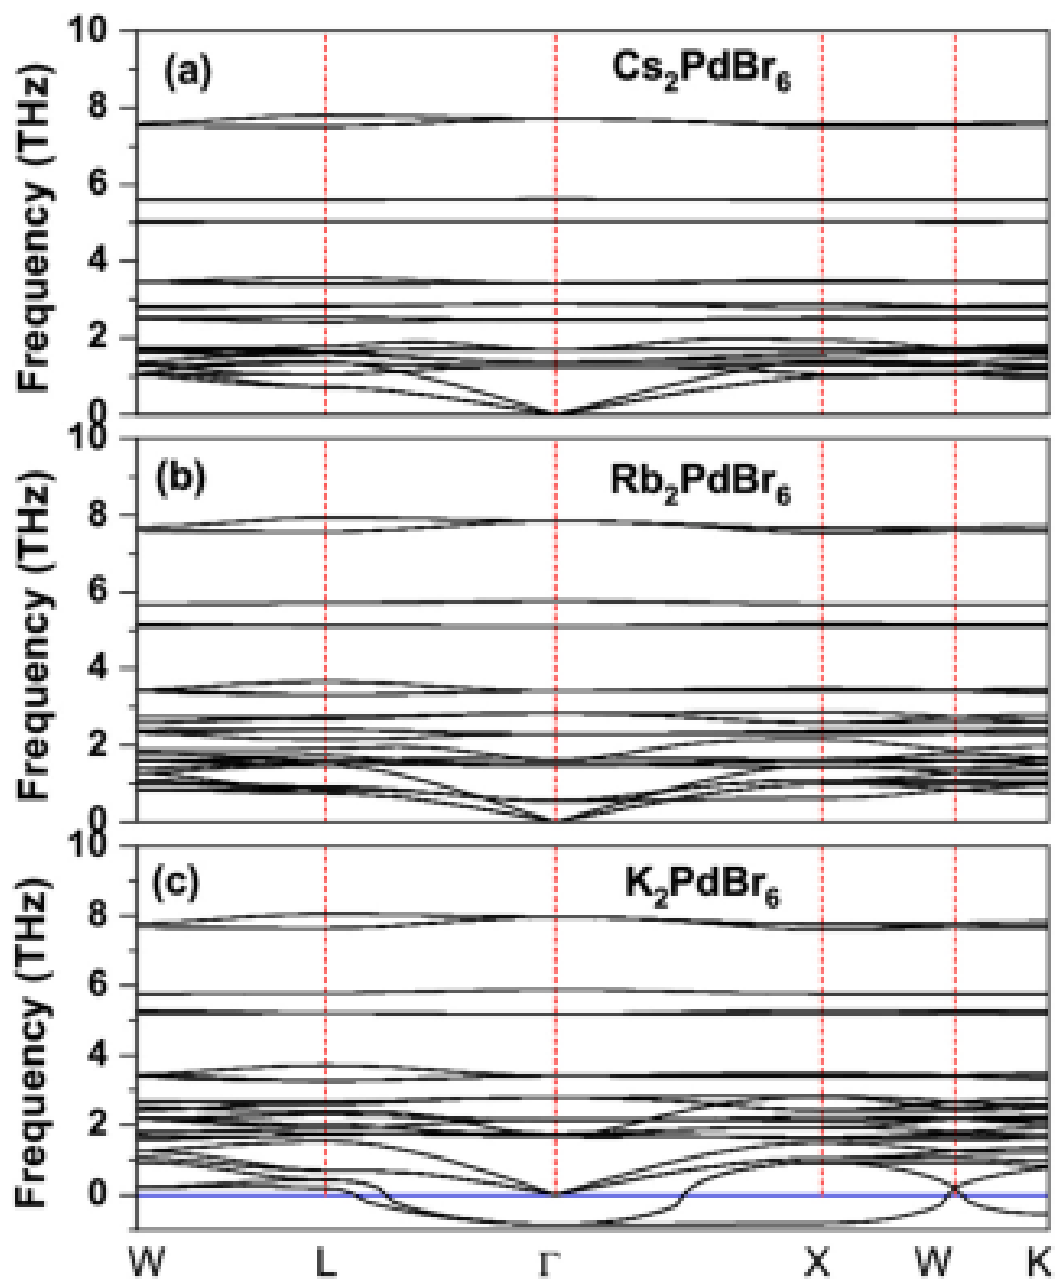 (a)
Cs₂PdBr₆
Frequency (THz)
10
8
6
4
2
0
(b)
Rb₂PdBr₆
Frequency (THz)
10
8
6
4
2
0
(c)
K₂PdBr₆
Frequency (THz)
10
8
6
4
2
0
W L Γ X W K